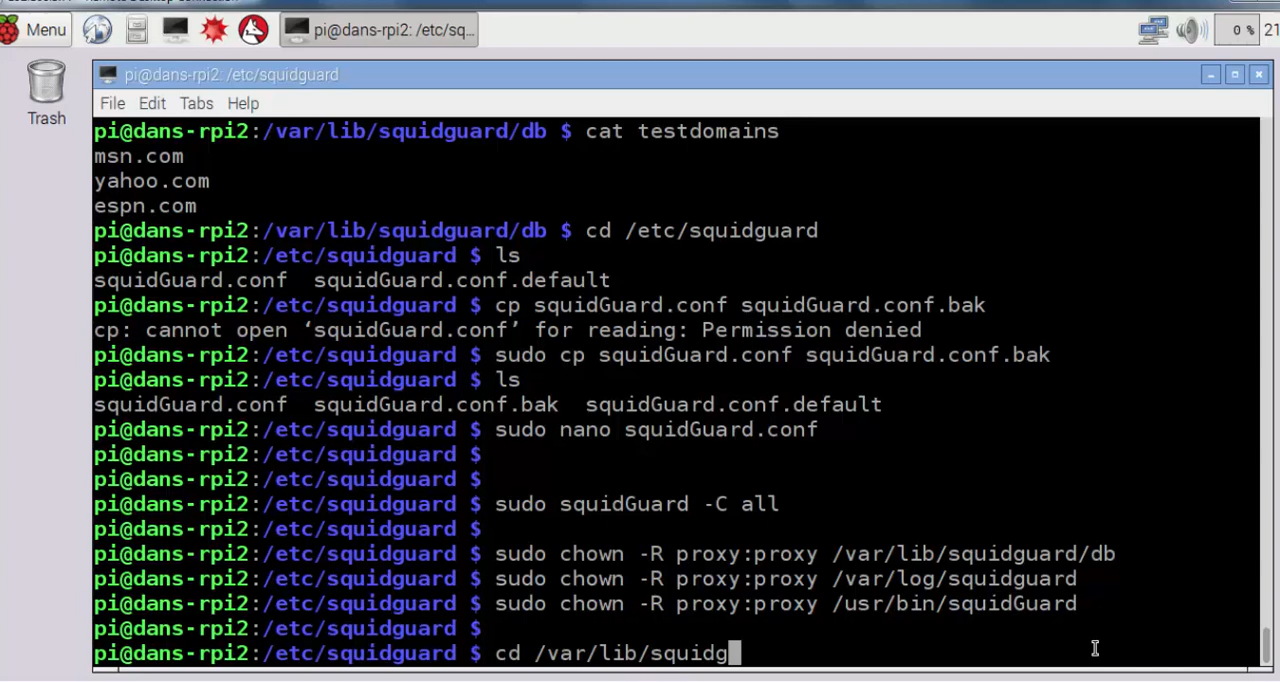 Menu
pi@dans-rpi2: /etc/sq...
0 %
21
Trash
pi@dans-rpi2: /etc/squidguard
File Edit Tabs Help
pi@dans-rpi2:/var/lib/squidguard/db $ cat testdomains
msn.com
yahoo.com
espn.com
pi@dans-rpi2:/var/lib/squidguard/db $ cd /etc/squidguard
pi@dans-rpi2:/etc/squidguard $ ls
squidGuard.conf  squidGuard.conf.default
pi@dans-rpi2:/etc/squidguard $ cp squidGuard.conf squidGuard.conf.bak
cp: cannot open ‘squidGuard.conf’ for reading: Permission denied
pi@dans-rpi2:/etc/squidguard $ sudo cp squidGuard.conf squidGuard.conf.bak
pi@dans-rpi2:/etc/squidguard $ ls
squidGuard.conf  squidGuard.conf.bak  squidGuard.conf.default
pi@dans-rpi2:/etc/squidguard $ sudo nano squidGuard.conf
pi@dans-rpi2:/etc/squidguard $
pi@dans-rpi2:/etc/squidguard $
pi@dans-rpi2:/etc/squidguard $ sudo squidGuard -C all
pi@dans-rpi2:/etc/squidguard $
pi@dans-rpi2:/etc/squidguard $ sudo chown -R proxy:proxy /var/lib/squidguard/db
pi@dans-rpi2:/etc/squidguard $ sudo chown -R proxy:proxy /var/log/squidguard
pi@dans-rpi2:/etc/squidguard $ sudo chown -R proxy:proxy /usr/bin/squidGuard
pi@dans-rpi2:/etc/squidguard $
pi@dans-rpi2:/etc/squidguard $ cd /var/lib/squidg